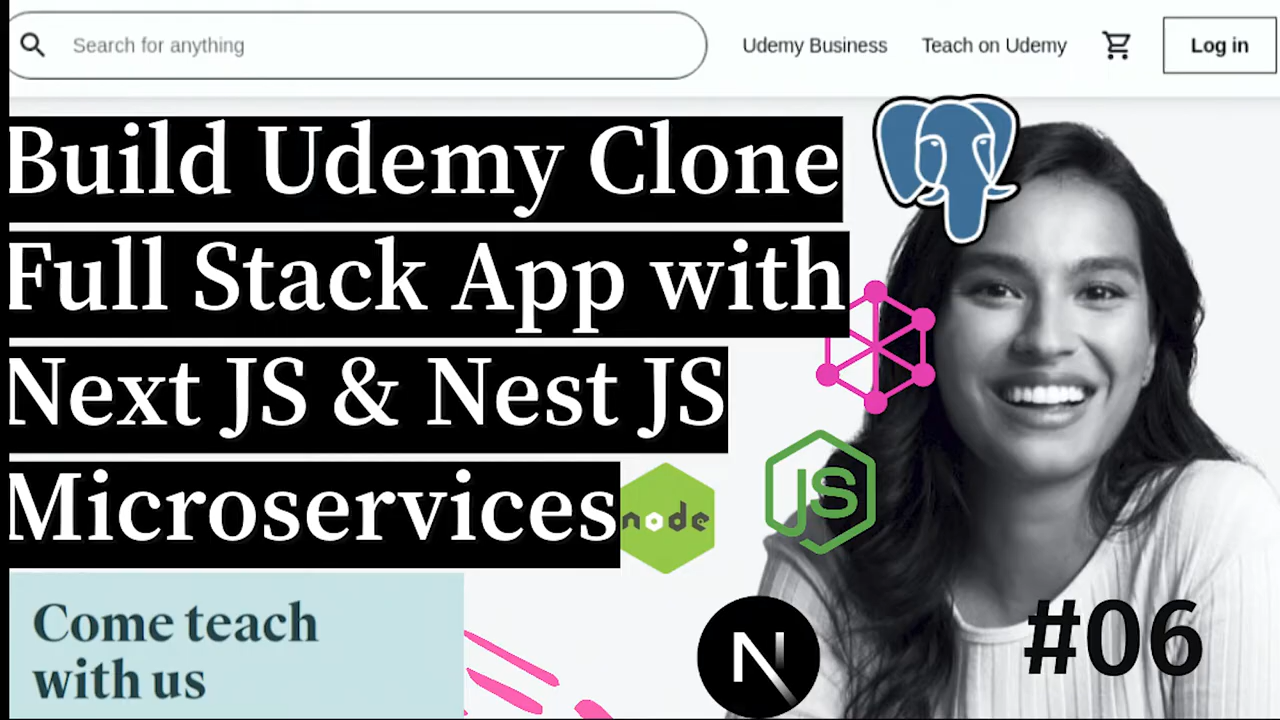 Search for anything
Udemy Business
Teach on Udemy
Log in
Build Udemy Clone
Full Stack App with
Next JS & Nest JS
Microservices
node
JS
N
Come teach
with us
#06